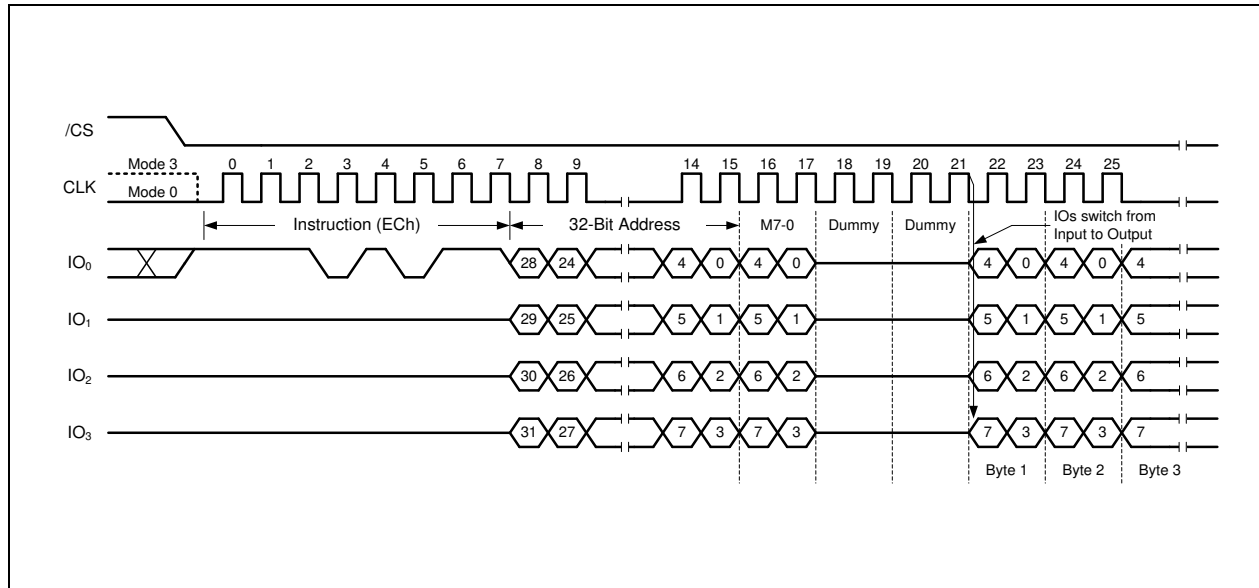 /CS
Mode 3 0 1 2 3 4 5 6 7 8 9 14 15 16 17 18 19 20 21 22 23 24 25
CLK
Mode 0
Instruction (ECh) 32-Bit Address M7-0 Dummy Dummy IOs switch from
Input to Output
IO₀ 28 24 4 0 4 0 4 0 4 0 4
IO₁ 29 25 5 1 5 1 5 1 5 1 5
IO₂ 30 26 6 2 6 2 6 2 6 2 6
IO₃ 31 27 7 3 7 3 7 3 7 3 7
Byte 1 Byte 2 Byte 3